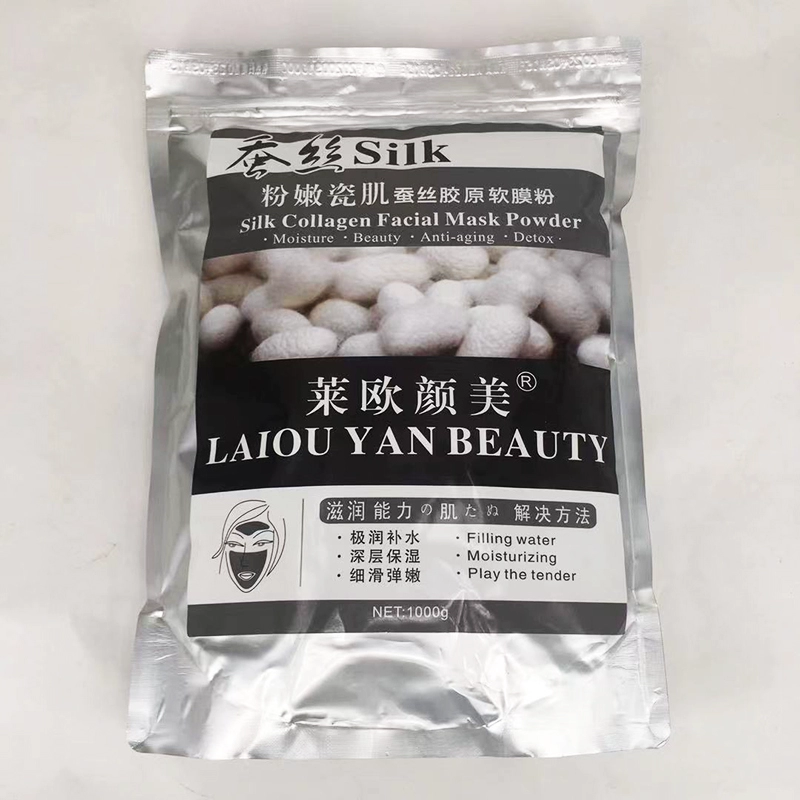 蚕丝Silk
粉嫩瓷肌蚕丝胶原软膜粉
Silk Collagen Facial Mask Powder
· Moisture · Beauty · Anti-aging · Detox ·
莱欧颜美®
LAIOU YAN BEAUTY
滋润能力の肌たぬ 解决方法
· 极润补水 · Filling water
· 深层保湿 · Moisturizing
· 细滑弹嫩 · Play the tender
NET:1000g